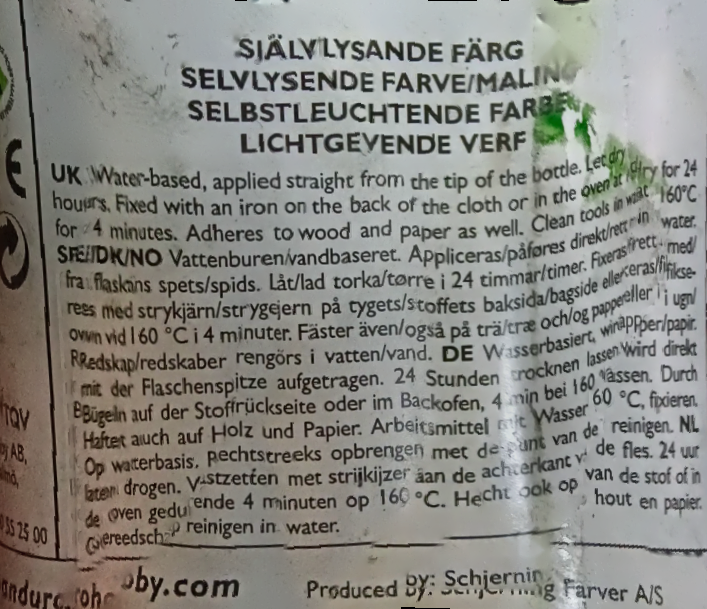 SJÄLVLYSANDE FÄRG
SELVLYSENDE FARVE/MALING
SELBSTLEUCHTENDE FARBEN
LICHTGEVENDE VERF
UK Water-based, applied straight from the tip of the bottle. Let dry for 24
hours. Fixed with an iron on the back of the cloth or in the oven at 160°C
for 4 minutes. Adheres to wood and paper as well. Clean tools in water.
SE/DK/NO Vattenburen/vandbaseret. Appliceras/påføres direkt/rett
fra flaskans spets/spids. Låt/lad torka/tørre i 24 timmar/timer. Fixeras med
med strykjärn/strygejern på tygets/stoffets baksida/bagside eller i ugn/
ovn vid 160 °C i 4 minuter. Fäster även/også på trä/træ och/og papper/papir.
Redskap/redskaber rengörs i vatten/vand. DE Wasserbasiert, wird direkt
mit der Flaschenspitze aufgetragen. 24 Stunden trocknen lassen. Durch
Bügeln auf der Stoffrückseite oder im Backofen, 4 min bei 160 °C, fixieren.
Haftet auch auf Holz und Papier. Arbeitsmittel mit Wasser reinigen. NL
Op waterbasis, rechtstreeks opbrengen met de punt van de fles. 24 uur
laten drogen. Vastzetten met strijkijzer aan de achterkant van de stof of in
de oven gedurende 4 minuten op 160 °C. Hecht ook op hout en papier.
Gereedschap reinigen in water.
AB,
55 25 00
by.com
Produced by: Schjerning Farver A/S